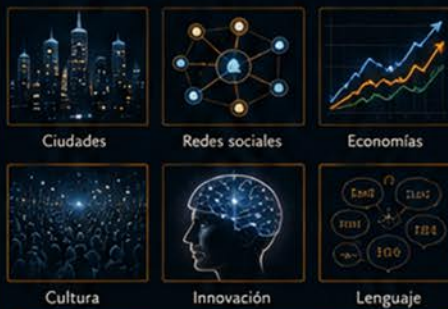 Ciudades
Redes sociales
Economías
Cultura
Innovación
Lenguaje